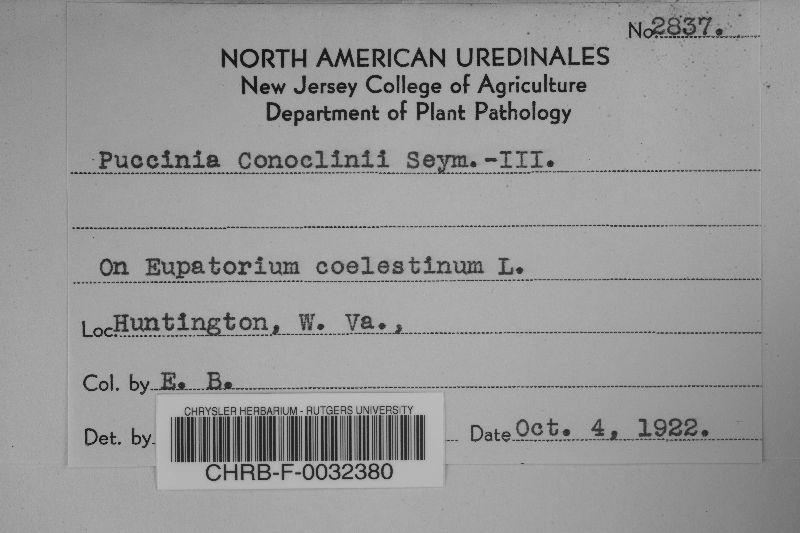 No. 2837.
NORTH AMERICAN UREDINALES
New Jersey College of Agriculture
Department of Plant Pathology
Puccinia Conoclinii Seym.-III.
On Eupatorium coelestinum L.
Loc. Huntington, W. Va.,
Col. by E. B.
Det. by Date Oct. 4, 1922.
CHRYSLER HERBARIUM - RUTGERS UNIVERSITY
CHRB-F-0032380